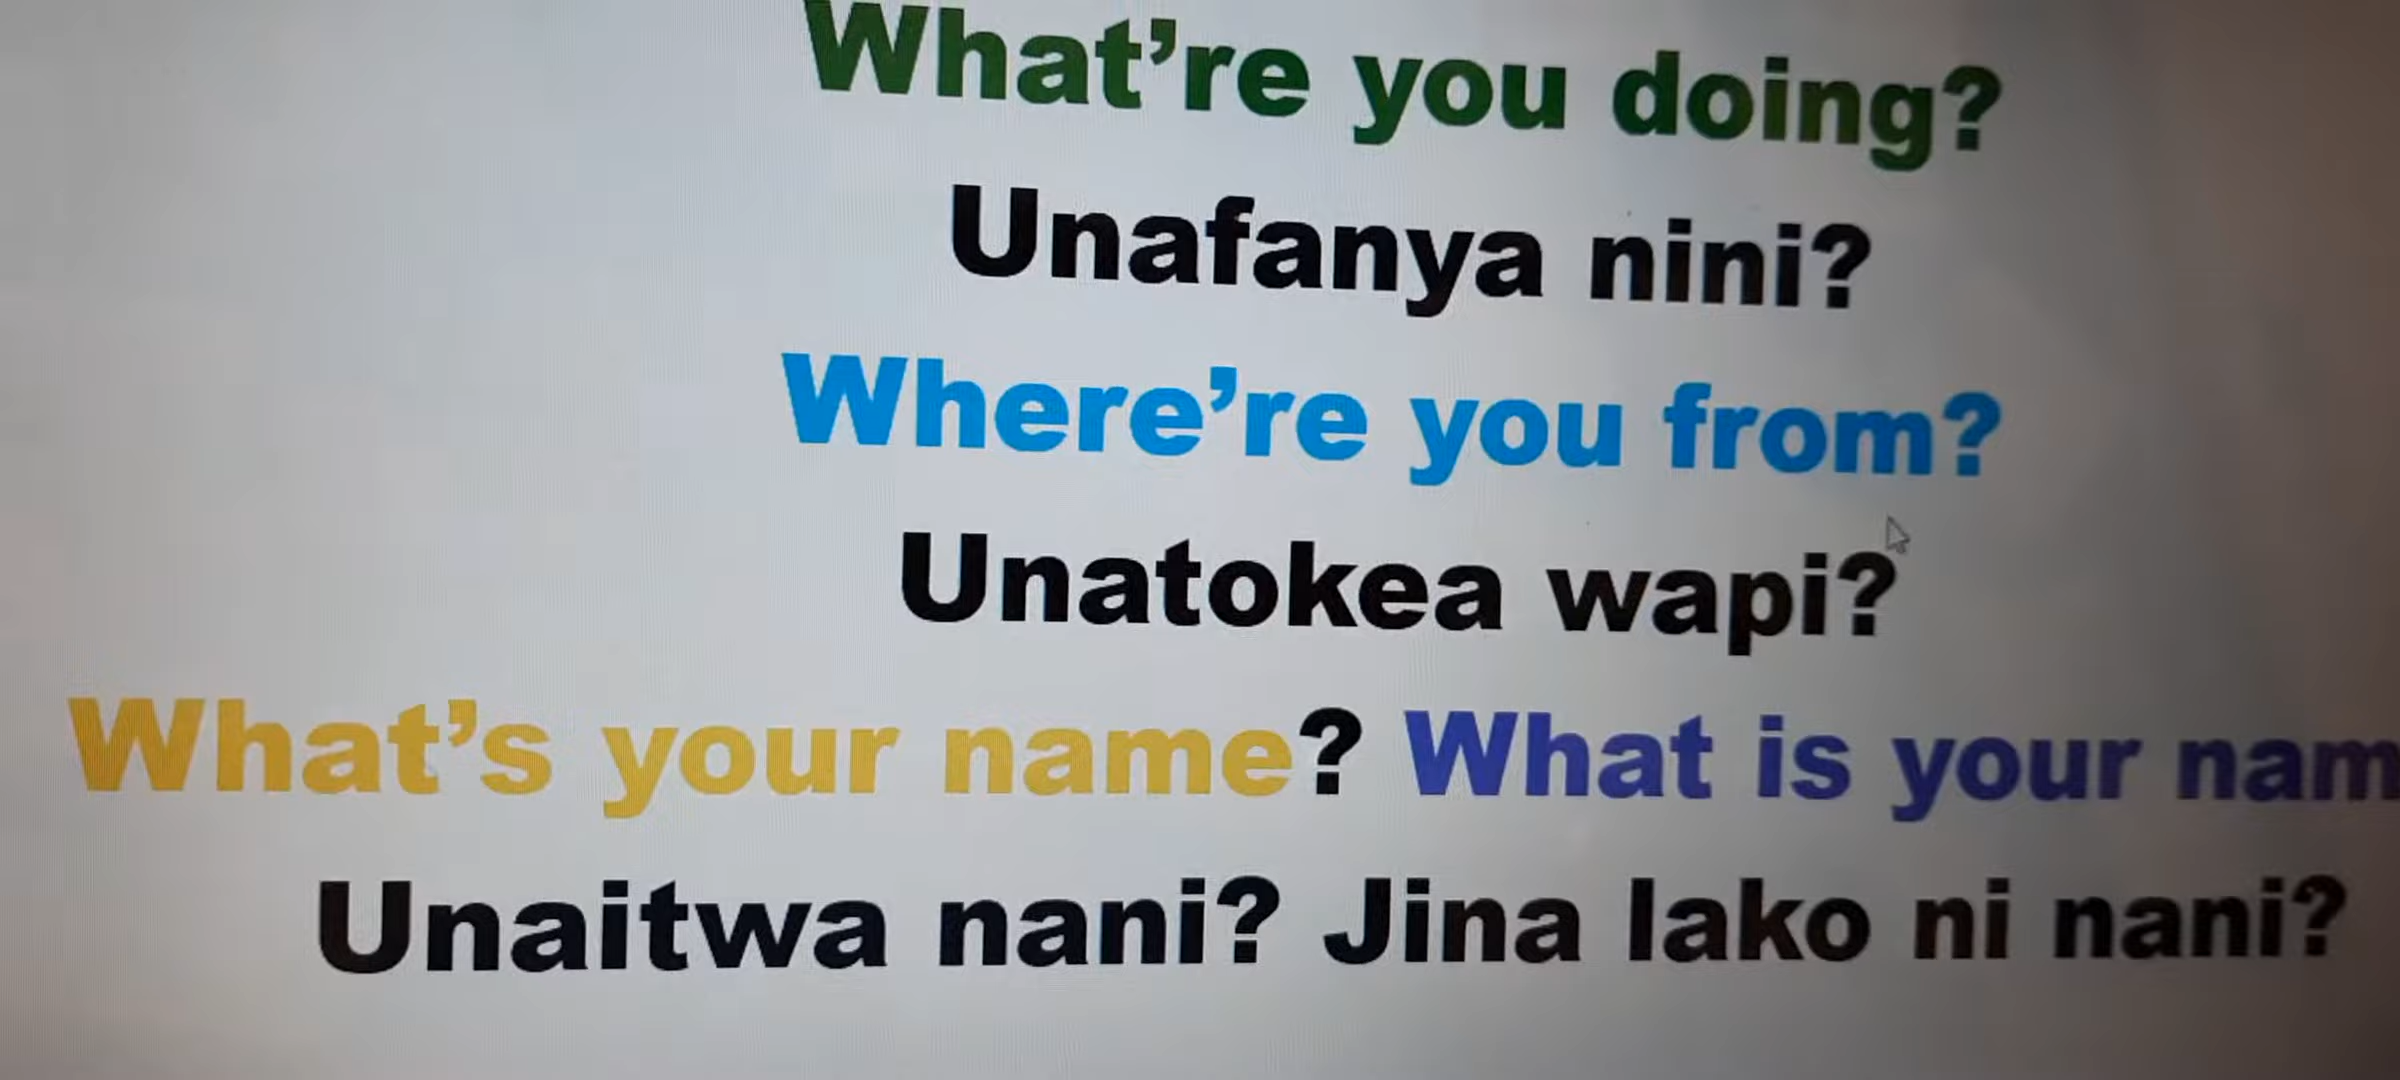 What're you doing?
Unafanya nini?
Where're you from?
Unatokea wapi?
What's your name? What is your nam
Unaitwa nani? Jina lako ni nani?